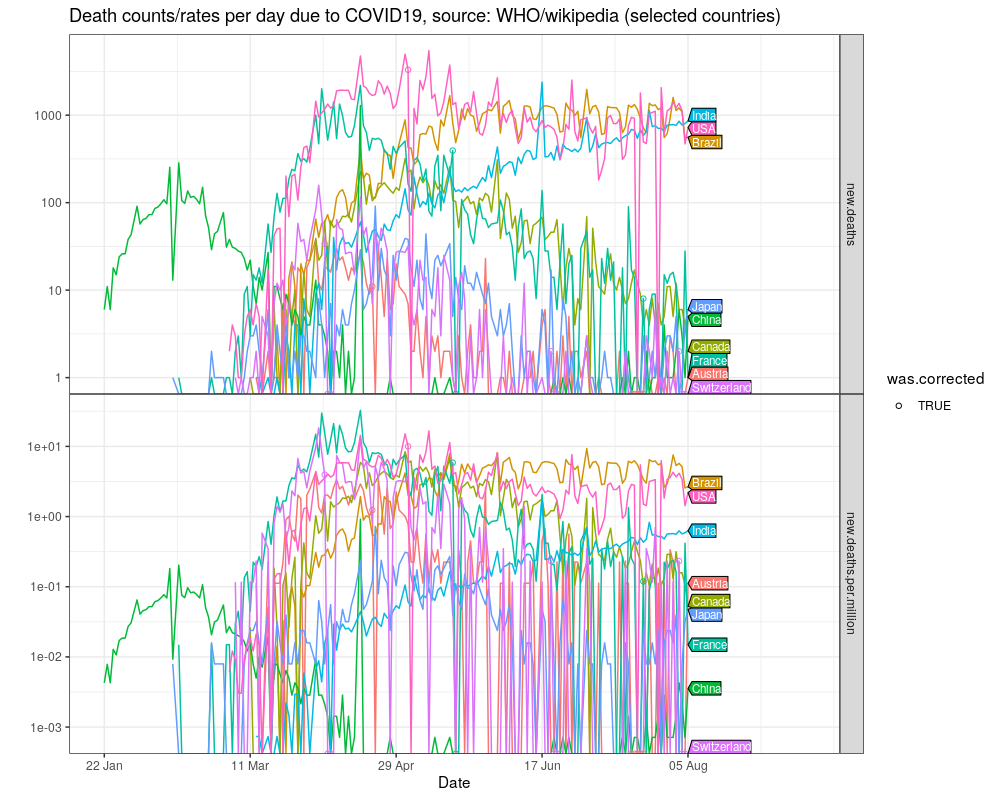 Death counts/rates per day due to COVID19, source: WHO/wikipedia (selected countries)
1000
100
10
1
India
USA
Brazil
Japan
China
Canada
France
Austria
Switzerland
new.deaths
1e+01
1e+00
1e-01
1e-02
1e-03
Brazil
USA
India
Austria
Canada
Japan
France
China
Switzerland
new.deaths.per.million
22 Jan
11 Mar
29 Apr
17 Jun
05 Aug
Date
was.corrected
TRUE